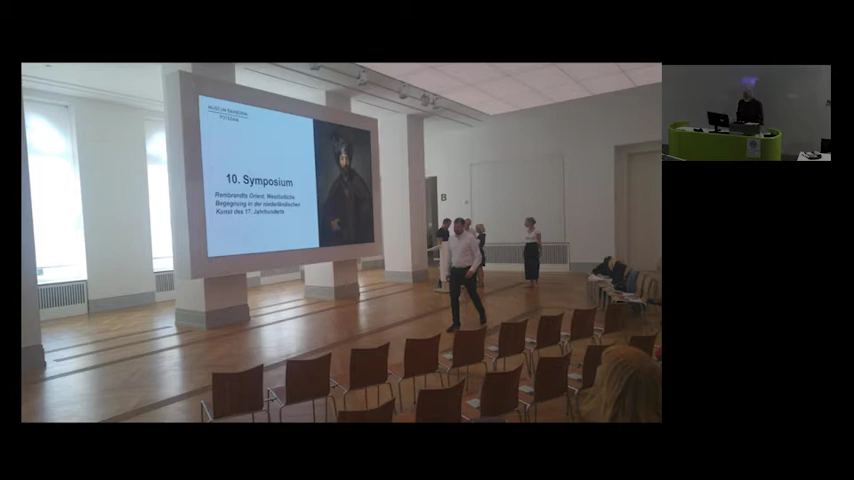 MUSEUM BARBERINI
POTSDAM
10. Symposium
Rembrandts Orient. Westöstliche
Begegnung in der niederländischen
Kunst des 17. Jahrhunderts
B